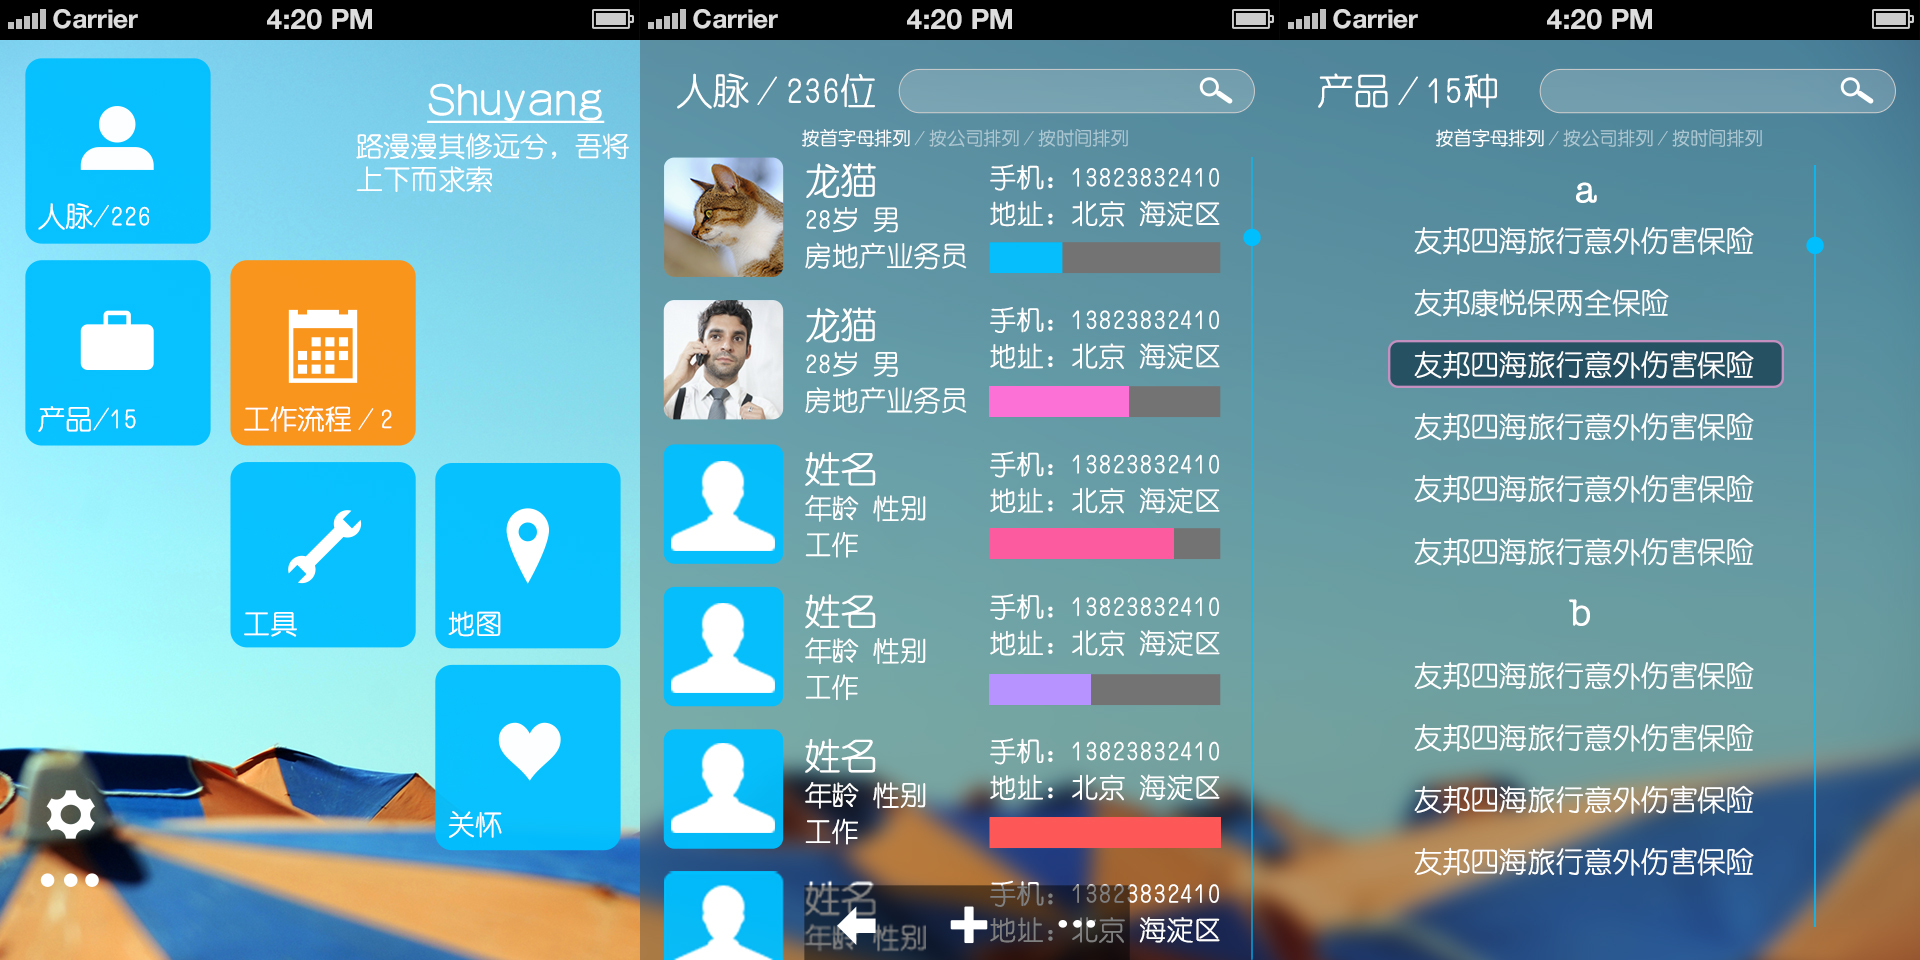 Carrier 4:20 PM
Shuyang
路漫漫其修远兮，吾将
上下而求索
人脉/226
产品/15
工作流程 / 2
工具
地图
关怀
Carrier 4:20 PM
人脉 / 236位
按首字母排列 / 按公司排列 / 按时间排列
龙猫
28岁 男
房地产业务员
手机：13823832410
地址：北京 海淀区
龙猫
28岁 男
房地产业务员
手机：13823832410
地址：北京 海淀区
姓名
年龄 性别
工作
手机：13823832410
地址：北京 海淀区
姓名
年龄 性别
工作
手机：13823832410
地址：北京 海淀区
姓名
年龄 性别
工作
手机：13823832410
地址：北京 海淀区
姓名
年龄 性别
手机：13823832410
地址：北京 海淀区
Carrier 4:20 PM
产品 / 15种
按首字母排列 / 按公司排列 / 按时间排列
a
友邦四海旅行意外伤害保险
友邦康悦保两全保险
友邦四海旅行意外伤害保险
友邦四海旅行意外伤害保险
友邦四海旅行意外伤害保险
友邦四海旅行意外伤害保险
b
友邦四海旅行意外伤害保险
友邦四海旅行意外伤害保险
友邦四海旅行意外伤害保险
友邦四海旅行意外伤害保险